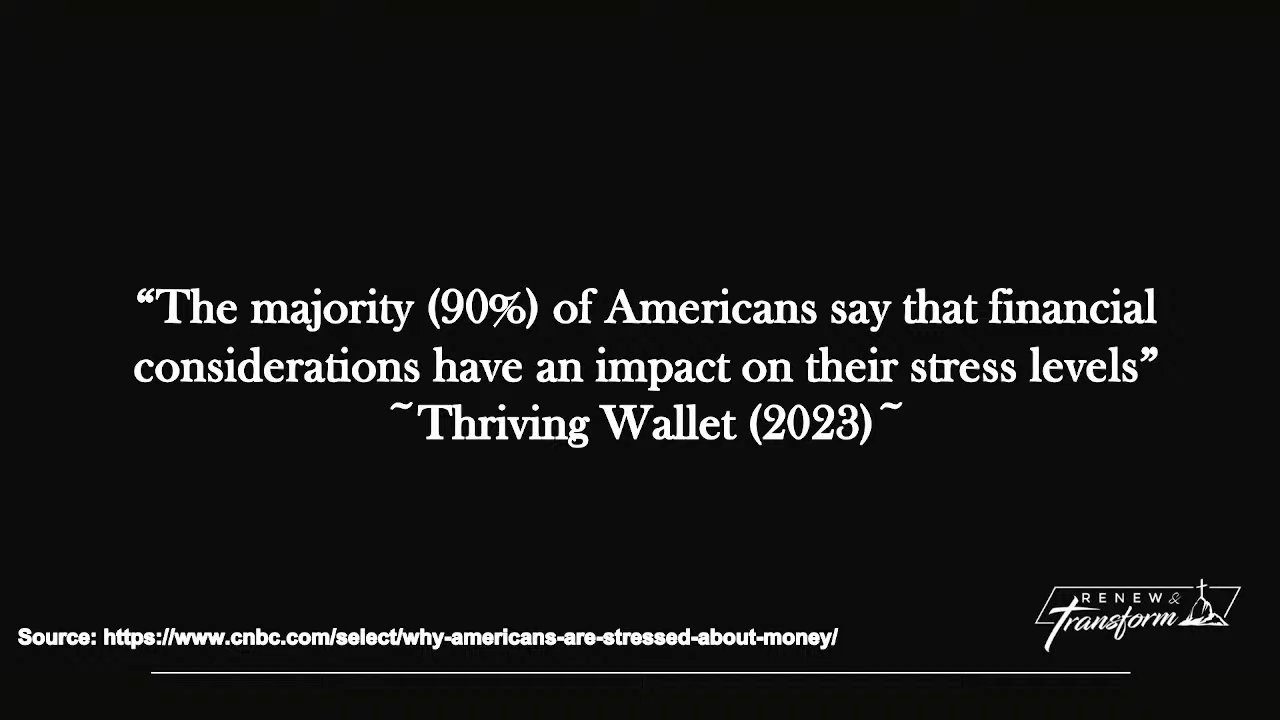 “The majority (90%) of Americans say that financial
considerations have an impact on their stress levels”
~Thriving Wallet (2023)~
RENEW &
Transform
Source: https://www.cnbc.com/select/why-americans-are-stressed-about-money/